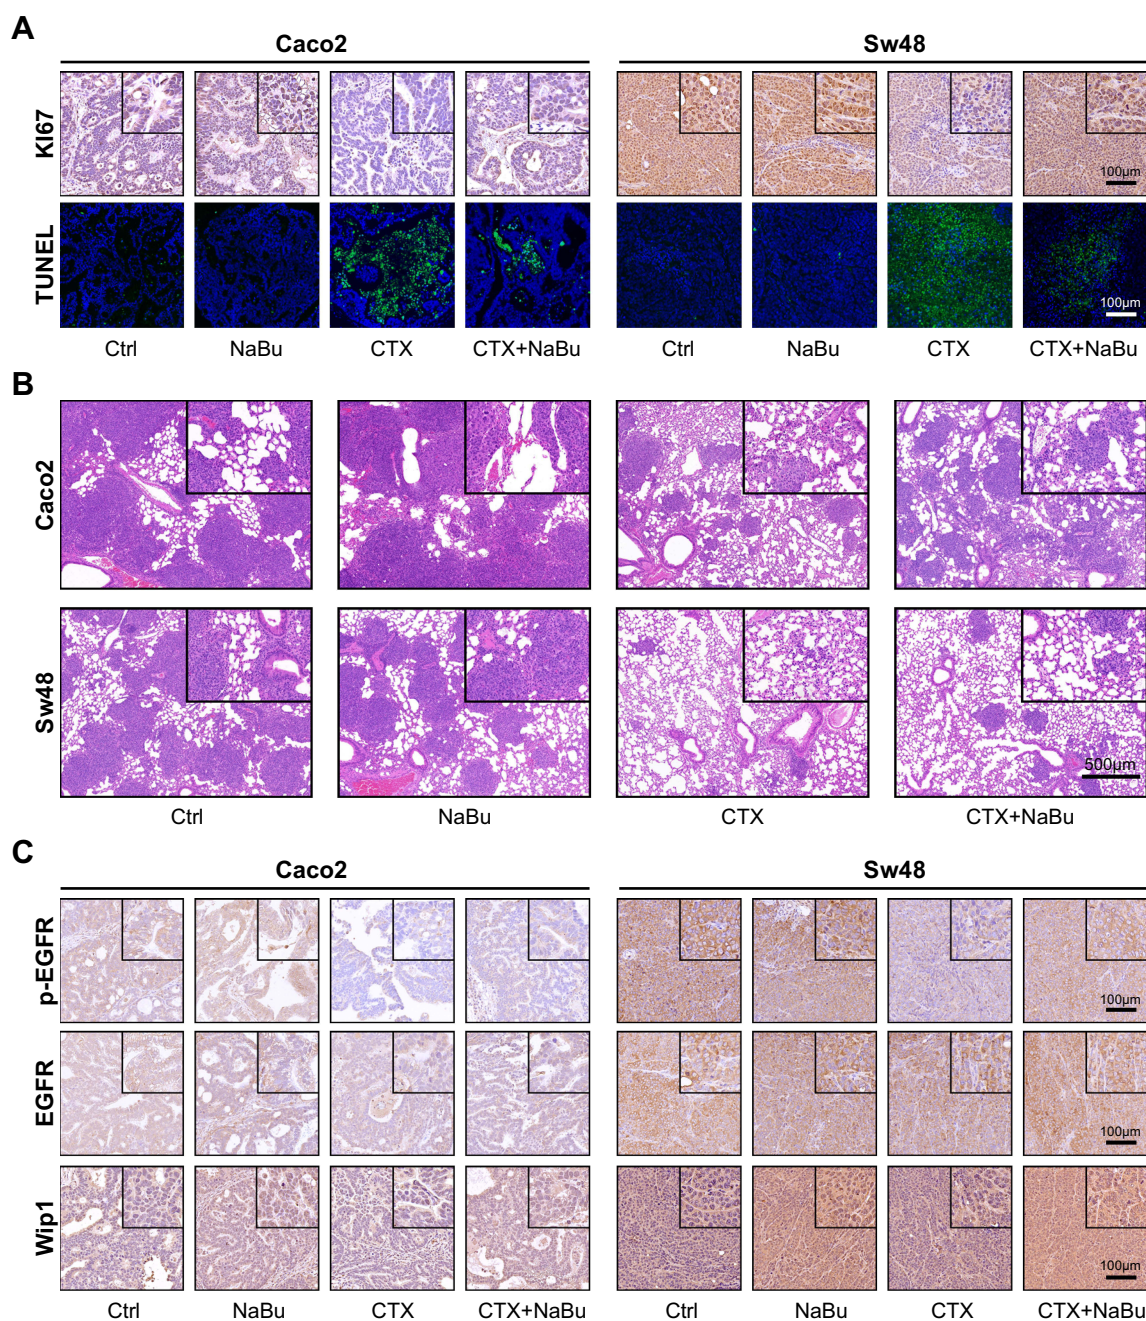 A
Caco2 Sw48
KI67
100μm
TUNEL
100μm
Ctrl NaBu CTX CTX+NaBu Ctrl NaBu CTX CTX+NaBu
B
Caco2
Sw48
500μm
Ctrl NaBu CTX CTX+NaBu
C
Caco2 Sw48
p-EGFR
100μm
EGFR
100μm
Wip1
100μm
Ctrl NaBu CTX CTX+NaBu Ctrl NaBu CTX CTX+NaBu